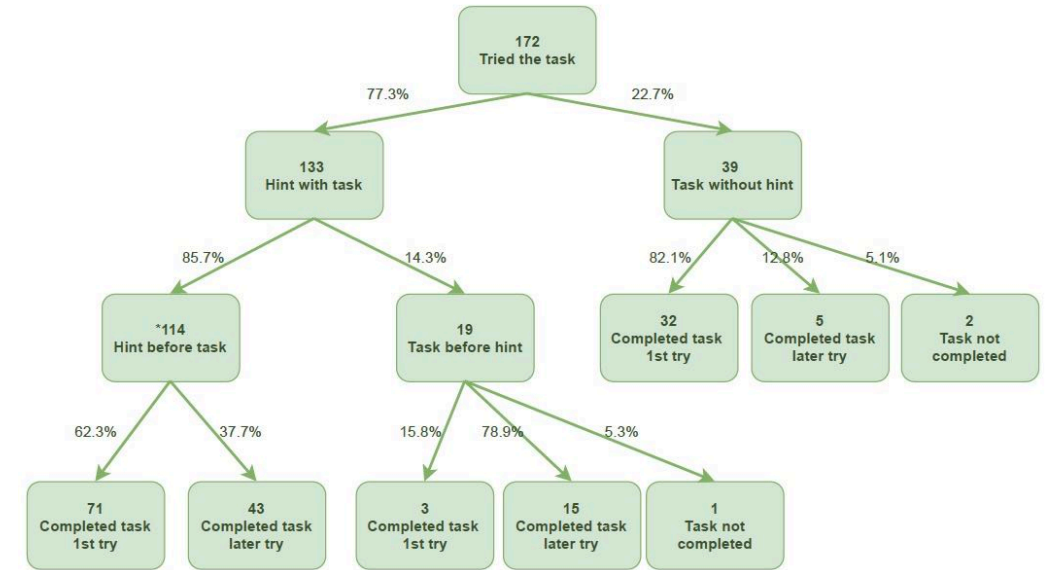 172
Tried the task
77.3%
22.7%
133
Hint with task
39
Task without hint
85.7%
14.3%
82.1%
12.8%
5.1%
*114
Hint before task
19
Task before hint
32
Completed task
1st try
5
Completed task
later try
2
Task not
completed
62.3%
37.7%
15.8%
78.9%
5.3%
71
Completed task
1st try
43
Completed task
later try
3
Completed task
1st try
15
Completed task
later try
1
Task not
completed